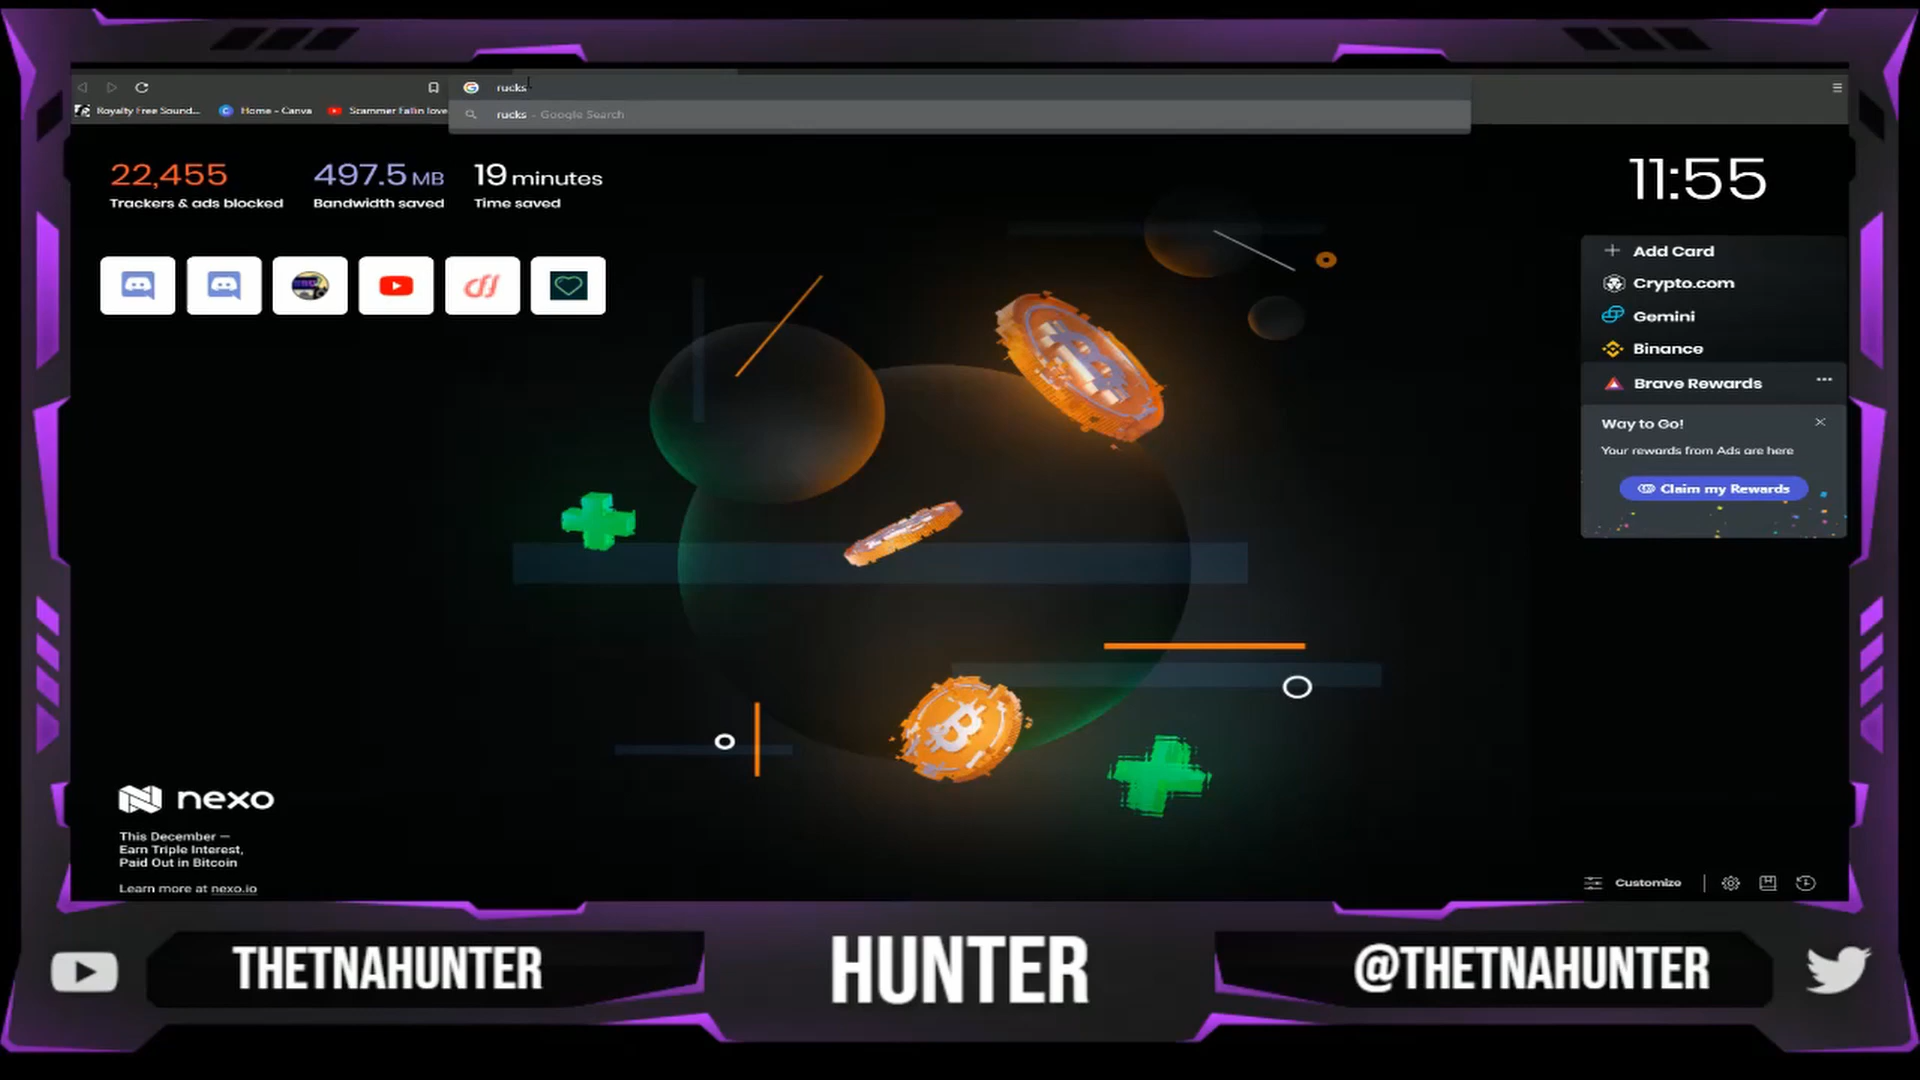 rucks
Royalty Free Sound...
Home - Canva
Scammer Fallin love
rucks - Google Search
22,455
Trackers & ads blocked
497.5 MB
Bandwidth saved
19 minutes
Time saved
11:55
Add Card
Crypto.com
Gemini
Binance
Brave Rewards
Way to Go!
Your rewards from Ads are here
Claim my Rewards
nexo
This December –
Earn Triple Interest,
Paid Out in Bitcoin
Learn more at nexo.io
Customize
THETNAHUNTER
HUNTER
@THETNAHUNTER